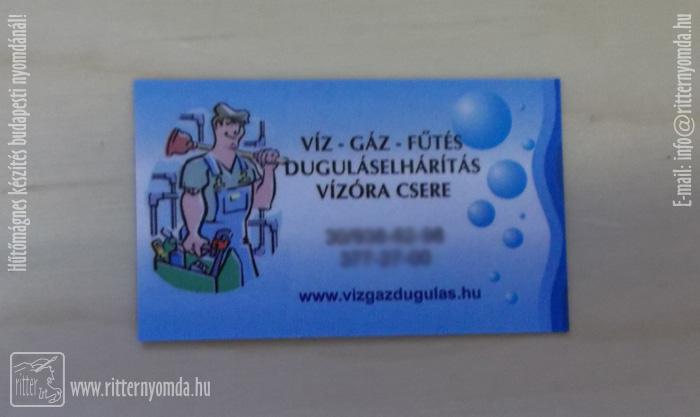 Hűtőmágnes készítés budapesti nyomdánál!
VÍZ - GÁZ - FŰTÉS
DUGULÁSELHÁRÍTÁS
VÍZÓRA CSERE
www.vizgazdugulas.hu
E-mail: info@ritternyomda.hu
ritter
www.ritternyomda.hu